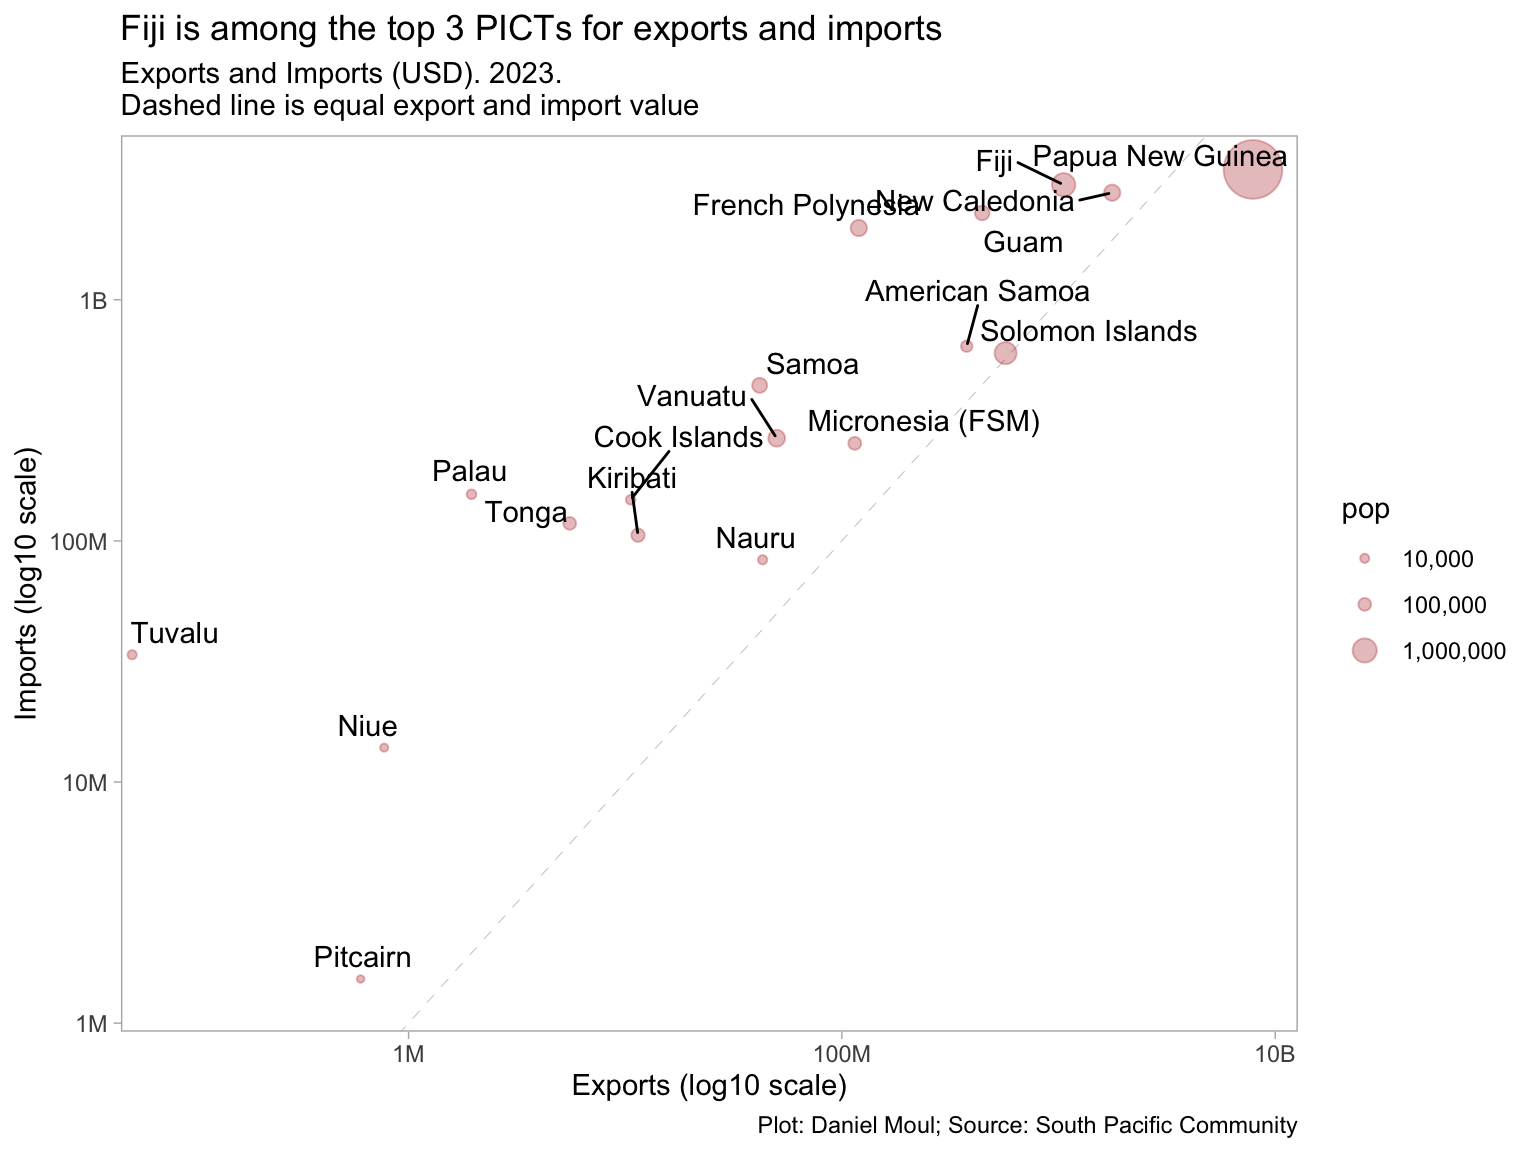 Fiji is among the top 3 PICTs for exports and imports
Exports and Imports (USD). 2023.
Dashed line is equal export and import value
Fiji
Papua New Guinea
French Polynesia
New Caledonia
Guam
American Samoa
1B
Solomon Islands
Samoa
Vanuatu
Micronesia (FSM)
Cook Islands
Palau
Kiribati
Tonga
100M
Nauru
Tuvalu
Niue
10M
Pitcairn
1M
Imports (log10 scale)
pop
10,000
100,000
1,000,000
1M
100M
10B
Exports (log10 scale)
Plot: Daniel Moul; Source: South Pacific Community